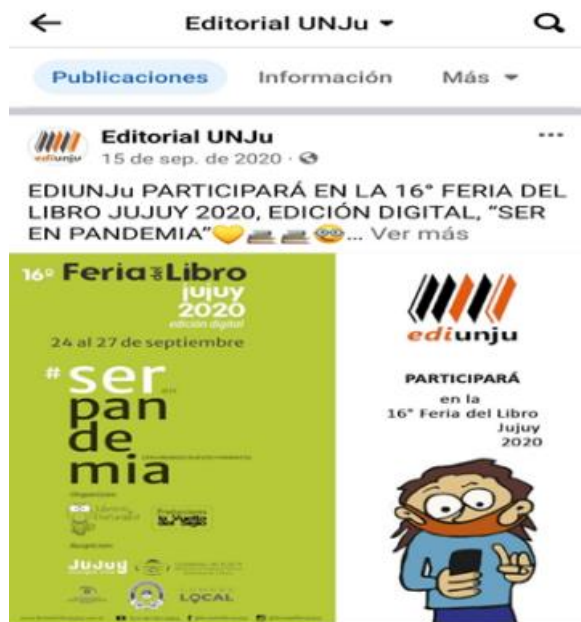 Editorial UNJu
Publicaciones Información Más
Editorial UNJu
15 de sep. de 2020
EDIUNJu PARTICIPARÁ EN LA 16° FERIA DEL
LIBRO JUJUY 2020, EDICIÓN DIGITAL, “SER
EN PANDEMIA”💛📚📚🤓... Ver más
16º Feria del Libro
jujuy
2020
edición digital
24 al 27 de septiembre
#ser
en
pan
de
mia
Organizan:
Jujuy
LOCAL
ediunju
ediunju
PARTICIPARÁ
en la
16° Feria del Libro
Jujuy
2020